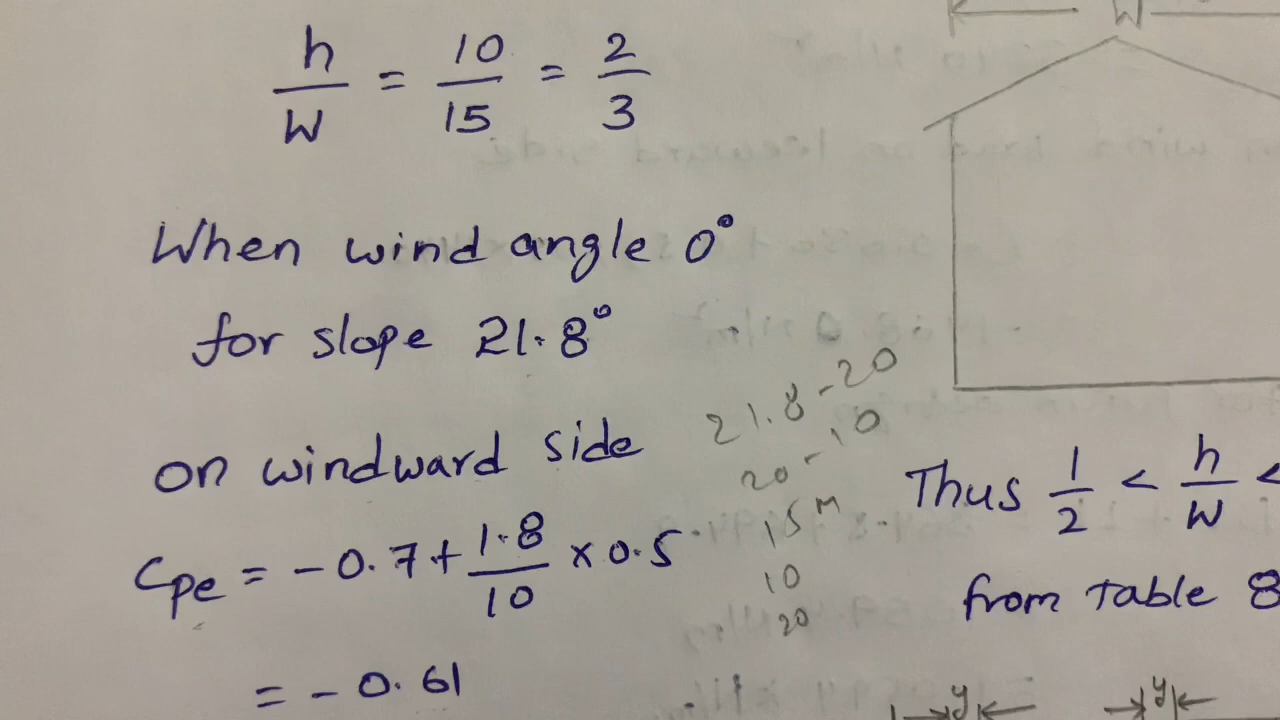 h/W = 10/15 = 2/3
When wind angle 0°
for slope 21.8°
on windward side
Cpe = -0.7 + 1.8/10 × 0.5
= -0.61
21.8-20
20-10
15 m
10
20
W
Thus 1/2 < h/W <
from table 8
y y